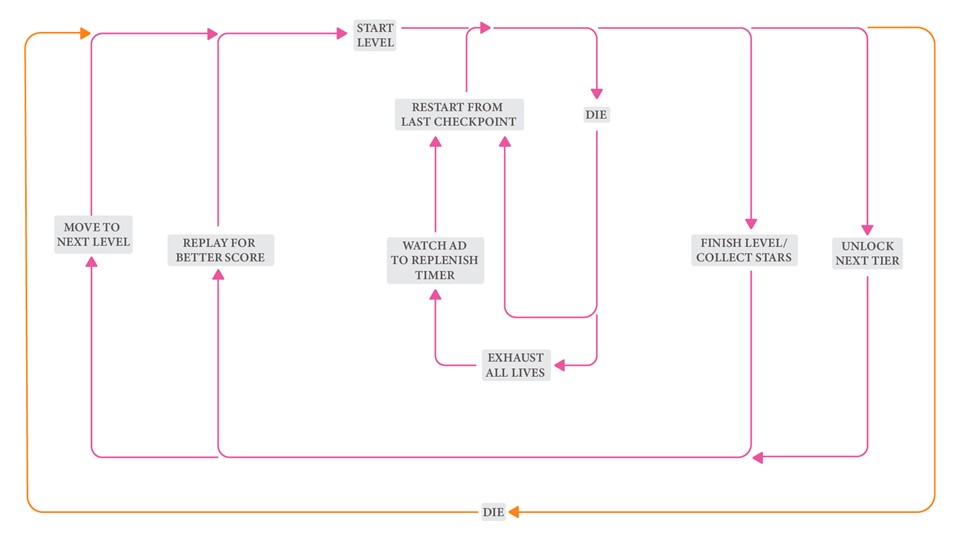 START
LEVEL
RESTART FROM
LAST CHECKPOINT
DIE
MOVE TO
NEXT LEVEL
REPLAY FOR
BETTER SCORE
WATCH AD
TO REPLENISH
TIMER
FINISH LEVEL/
COLLECT STARS
UNLOCK
NEXT TIER
EXHAUST
ALL LIVES
DIE